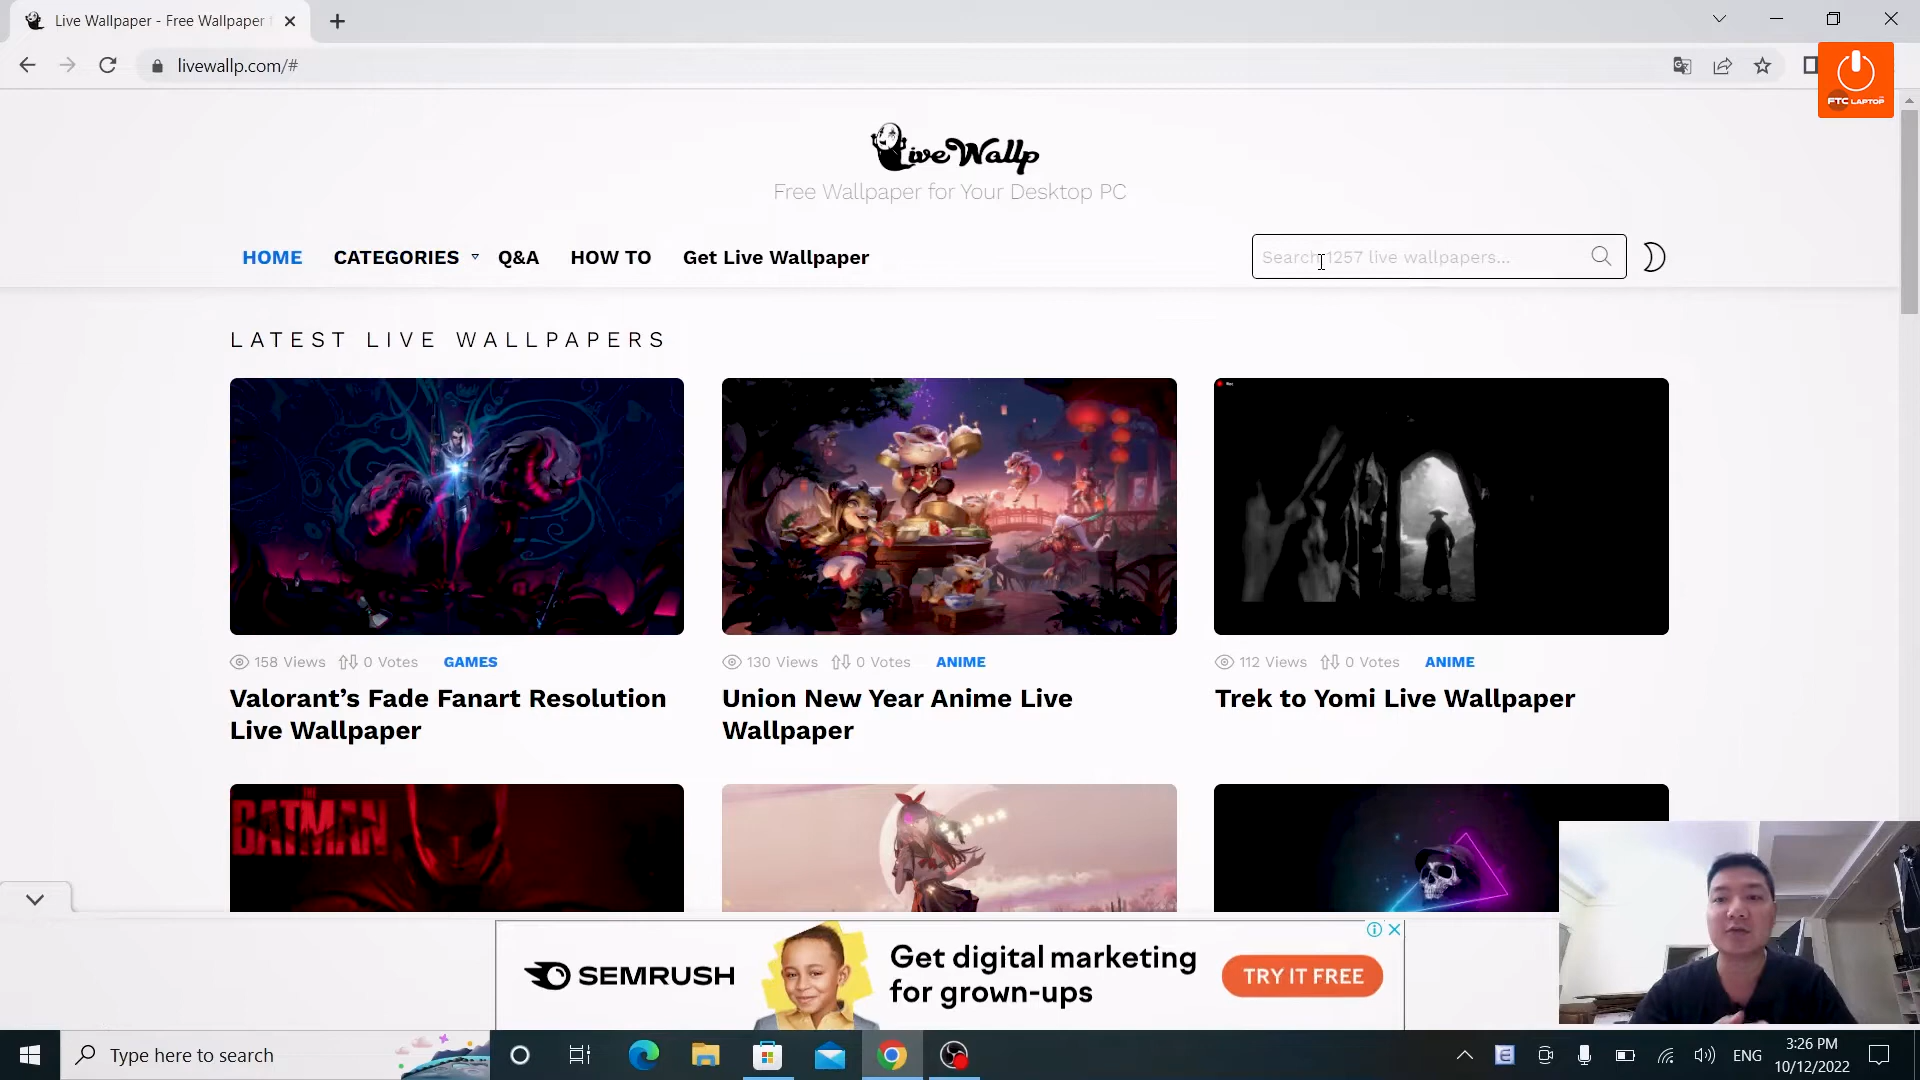 Live Wallpaper - Free Wallpaper
livewallp.com/#
FTC LAPTOP
LiveWallp
Free Wallpaper for Your Desktop PC
HOME CATEGORIES Q&A HOW TO Get Live Wallpaper
Search 1257 live wallpapers...
LATEST LIVE WALLPAPERS
158 Views 0 Votes GAMES
Valorant’s Fade Fanart Resolution
Live Wallpaper
130 Views 0 Votes ANIME
Union New Year Anime Live
Wallpaper
112 Views 0 Votes ANIME
Trek to Yomi Live Wallpaper
THE
BATMAN
SEMRUSH
Get digital marketing
for grown-ups
TRY IT FREE
Type here to search
ENG
3:26 PM
10/12/2022